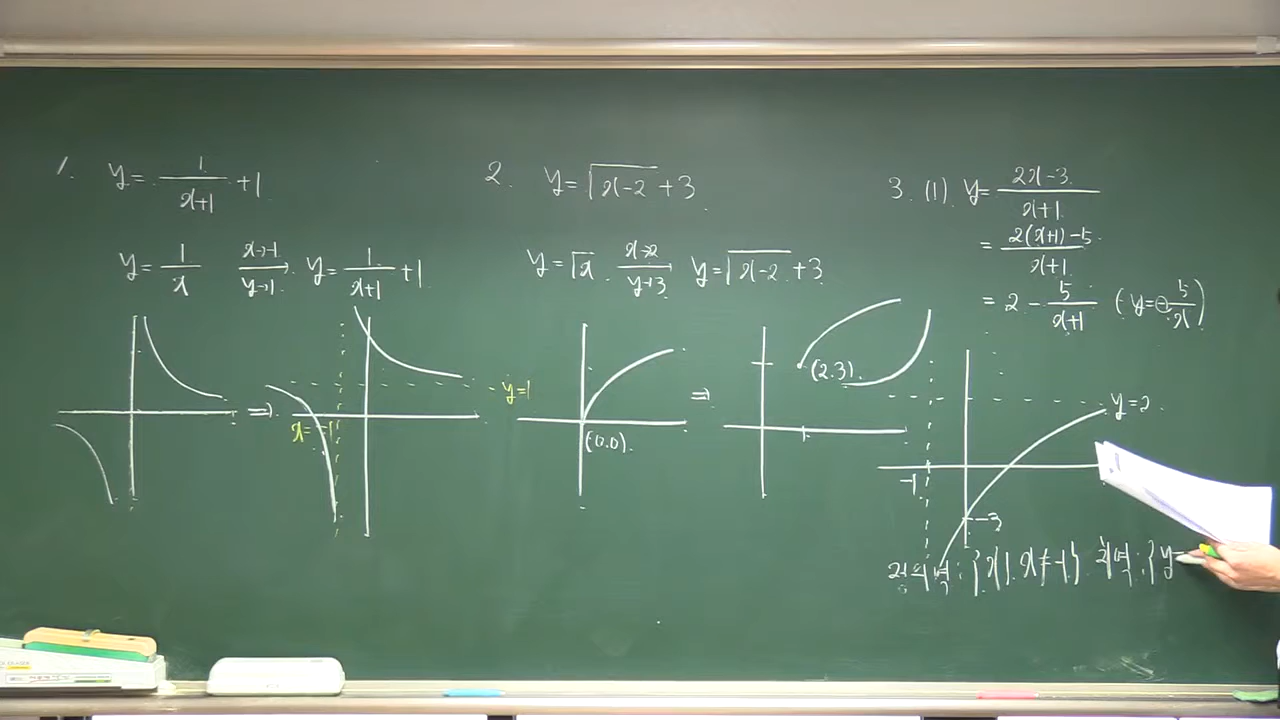 1. y = 1/(x+1) + 1
y = 1/x x→-1 y→1 y = 1/(x+1) + 1
x = -1
y=1
2. y = √(x-2) + 3
y = √x x→2 y→3 y = √(x-2) + 3
(0.0).
⇒
(2.3).
3. (1). y = (2x-3)/(x+1)
= (2(x+1)-5)/(x+1)
= 2 - 5/(x+1) (y = -5/x)
y=2
-1
-3
정의역 : {x | x ≠ -1} 치역 : {y